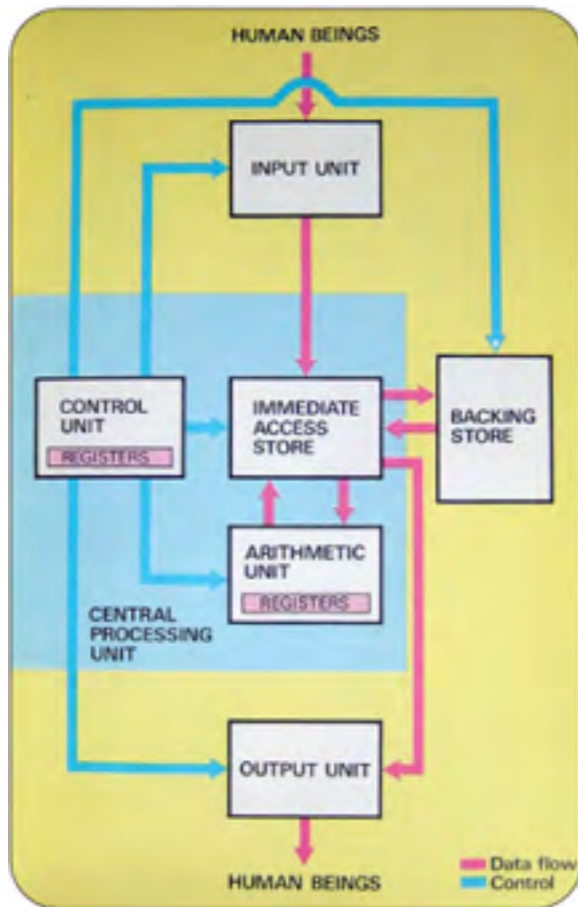 HUMAN BEINGS
INPUT UNIT
CONTROL
UNIT
REGISTERS
IMMEDIATE
ACCESS
STORE
BACKING
STORE
ARITHMETIC
UNIT
REGISTERS
CENTRAL
PROCESSING
UNIT
OUTPUT UNIT
HUMAN BEINGS
Data flow
Control